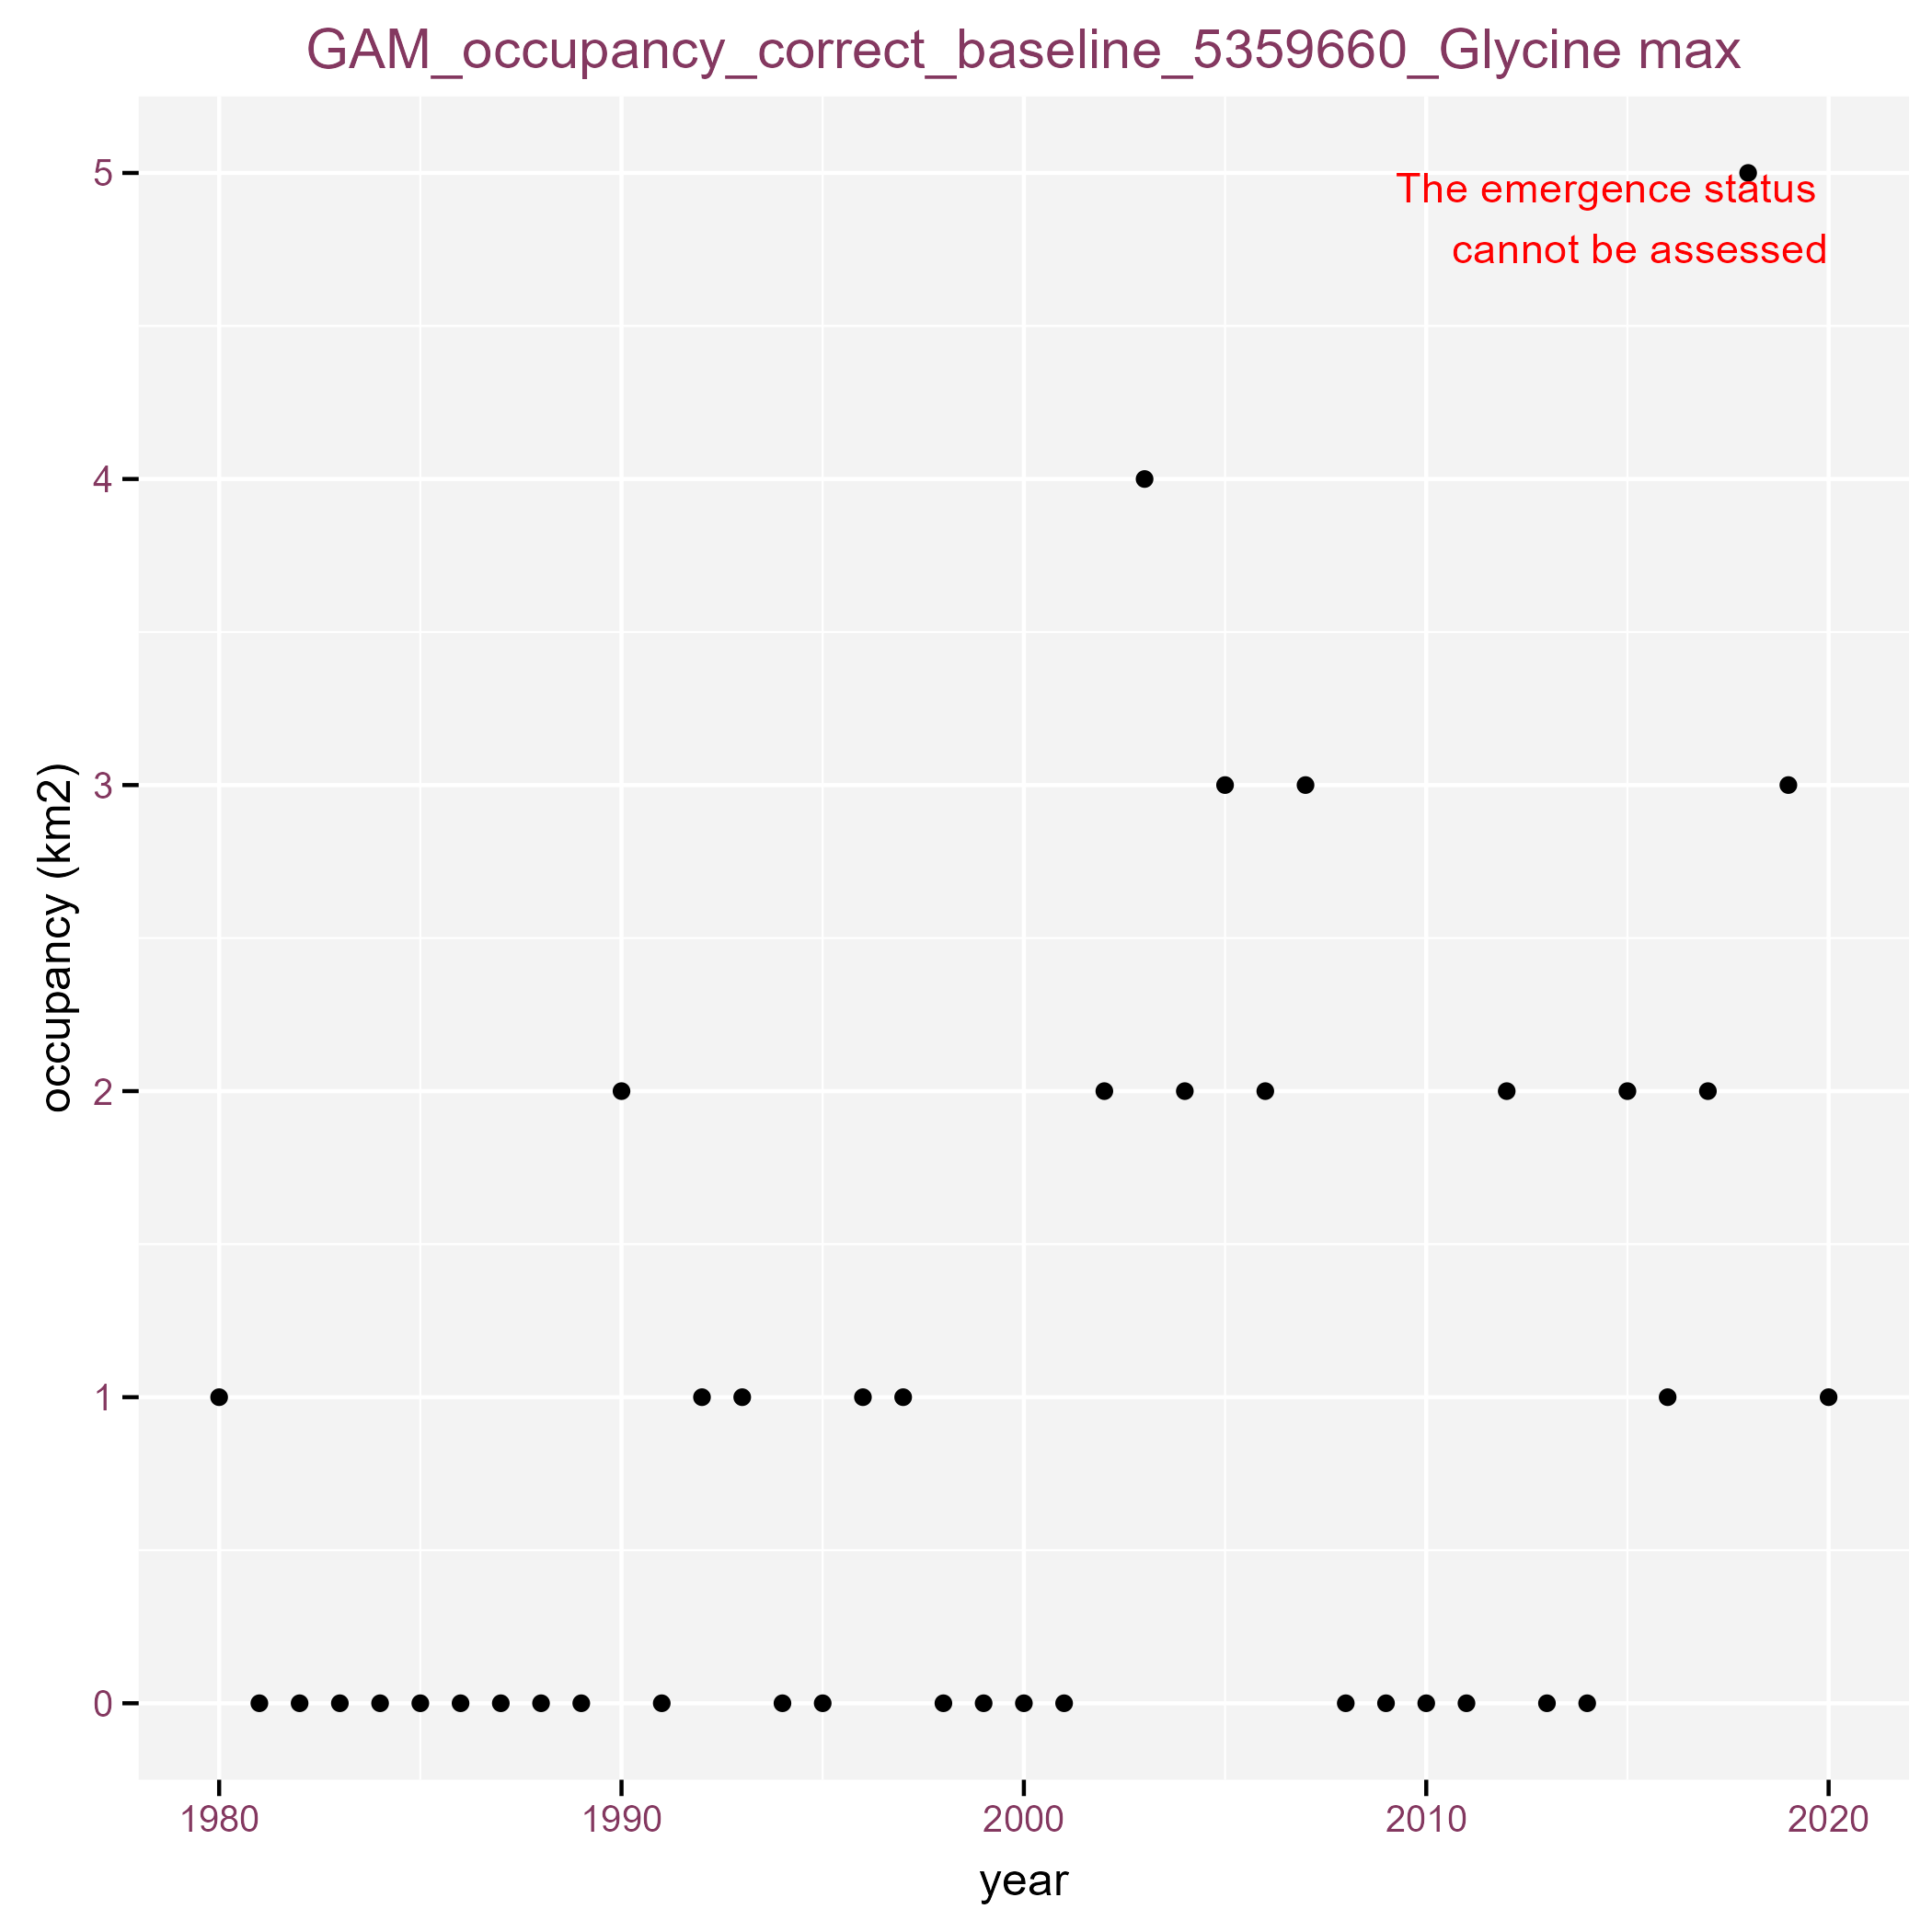 GAM_occupancy_correct_baseline_5359660_Glycine max
5
The emergence status
cannot be assessed
4
3
2
1
0
occupancy (km2)
1980 1990 2000 2010 2020
year